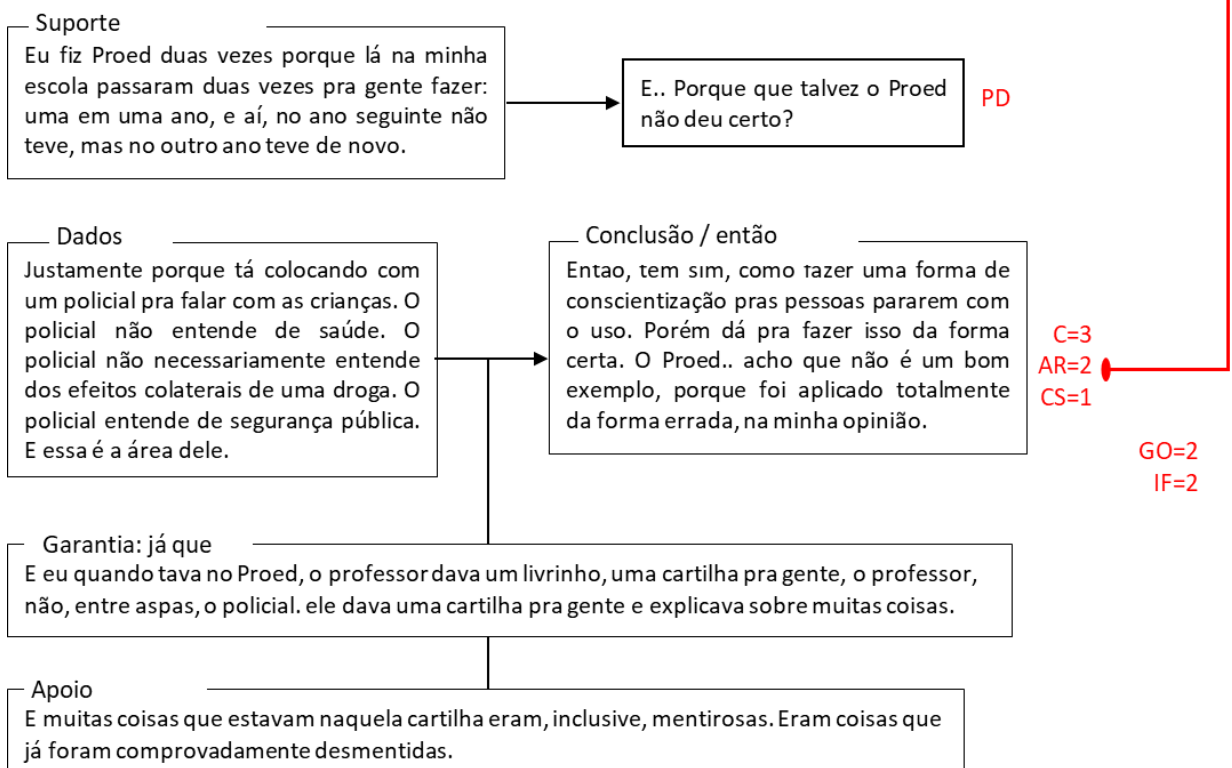 Suporte
Eu fiz Proed duas vezes porque lá na minha
escola passaram duas vezes pra gente fazer:
uma em uma ano, e aí, no ano seguinte não
teve, mas no outro ano teve de novo.
E.. Porque que talvez o Proed
não deu certo?
PD
Dados
Justamente porque tá colocando com
um policial pra falar com as crianças. O
policial não entende de saúde. O
policial não necessariamente entende
dos efeitos colaterais de uma droga. O
policial entende de segurança pública.
E essa é a área dele.
Conclusão / então
Entao, tem sim, como fazer uma forma de
conscientização pras pessoas pararem com
o uso. Porém dá pra fazer isso da forma
certa. O Proed.. acho que não é um bom
exemplo, porque foi aplicado totalmente
da forma errada, na minha opinião.
C=3
AR=2
CS=1
GO=2
IF=2
Garantia: já que
E eu quando tava no Proed, o professor dava um livrinho, uma cartilha pra gente, o professor,
não, entre aspas, o policial. ele dava uma cartilha pra gente e explicava sobre muitas coisas.
Apoio
E muitas coisas que estavam naquela cartilha eram, inclusive, mentirosas. Eram coisas que
já foram comprovadamente desmentidas.